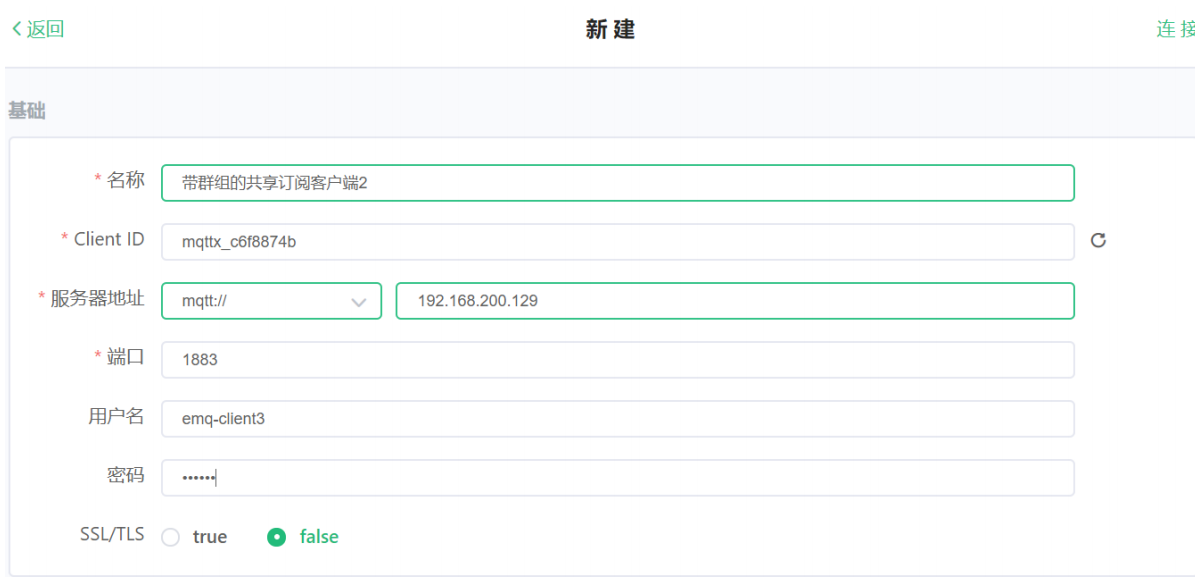 返回 新建 连接
基础
* 名称 带群组的共享订阅客户端2
* Client ID mqttx_c6f8874b
* 服务器地址 mqtt:// 192.168.200.129
* 端口 1883
用户名 emq-client3
密码 ••••••
SSL/TLS true false